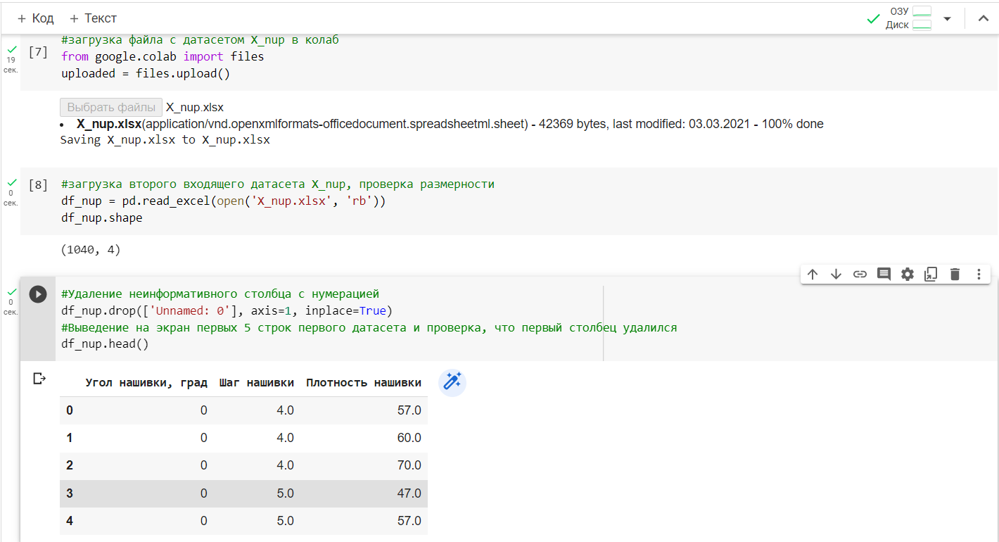 + Код + Текст ОЗУ
Диск
#загрузка файла с датасетом X_nup в колаб
[7] from google.colab import files
19 сек. uploaded = files.upload()
Выбрать файлы X_nup.xlsx
• X_nup.xlsx(application/vnd.openxmlformats-officedocument.spreadsheetml.sheet) - 42369 bytes, last modified: 03.03.2021 - 100% done
Saving X_nup.xlsx to X_nup.xlsx
[8] #загрузка второго входящего датасета X_nup, проверка размерности
0 сек. df_nup = pd.read_excel(open('X_nup.xlsx', 'rb'))
df_nup.shape
(1040, 4)
#Удаление неинформативного столбца с нумерацией
0 сек. df_nup.drop(['Unnamed: 0'], axis=1, inplace=True)
#Выведение на экран первых 5 строк первого датасета и проверка, что первый столбец удалился
df_nup.head()
Угол нашивки, град Шаг нашивки Плотность нашивки
0 0 4.0 57.0
1 0 4.0 60.0
2 0 4.0 70.0
3 0 5.0 47.0
4 0 5.0 57.0